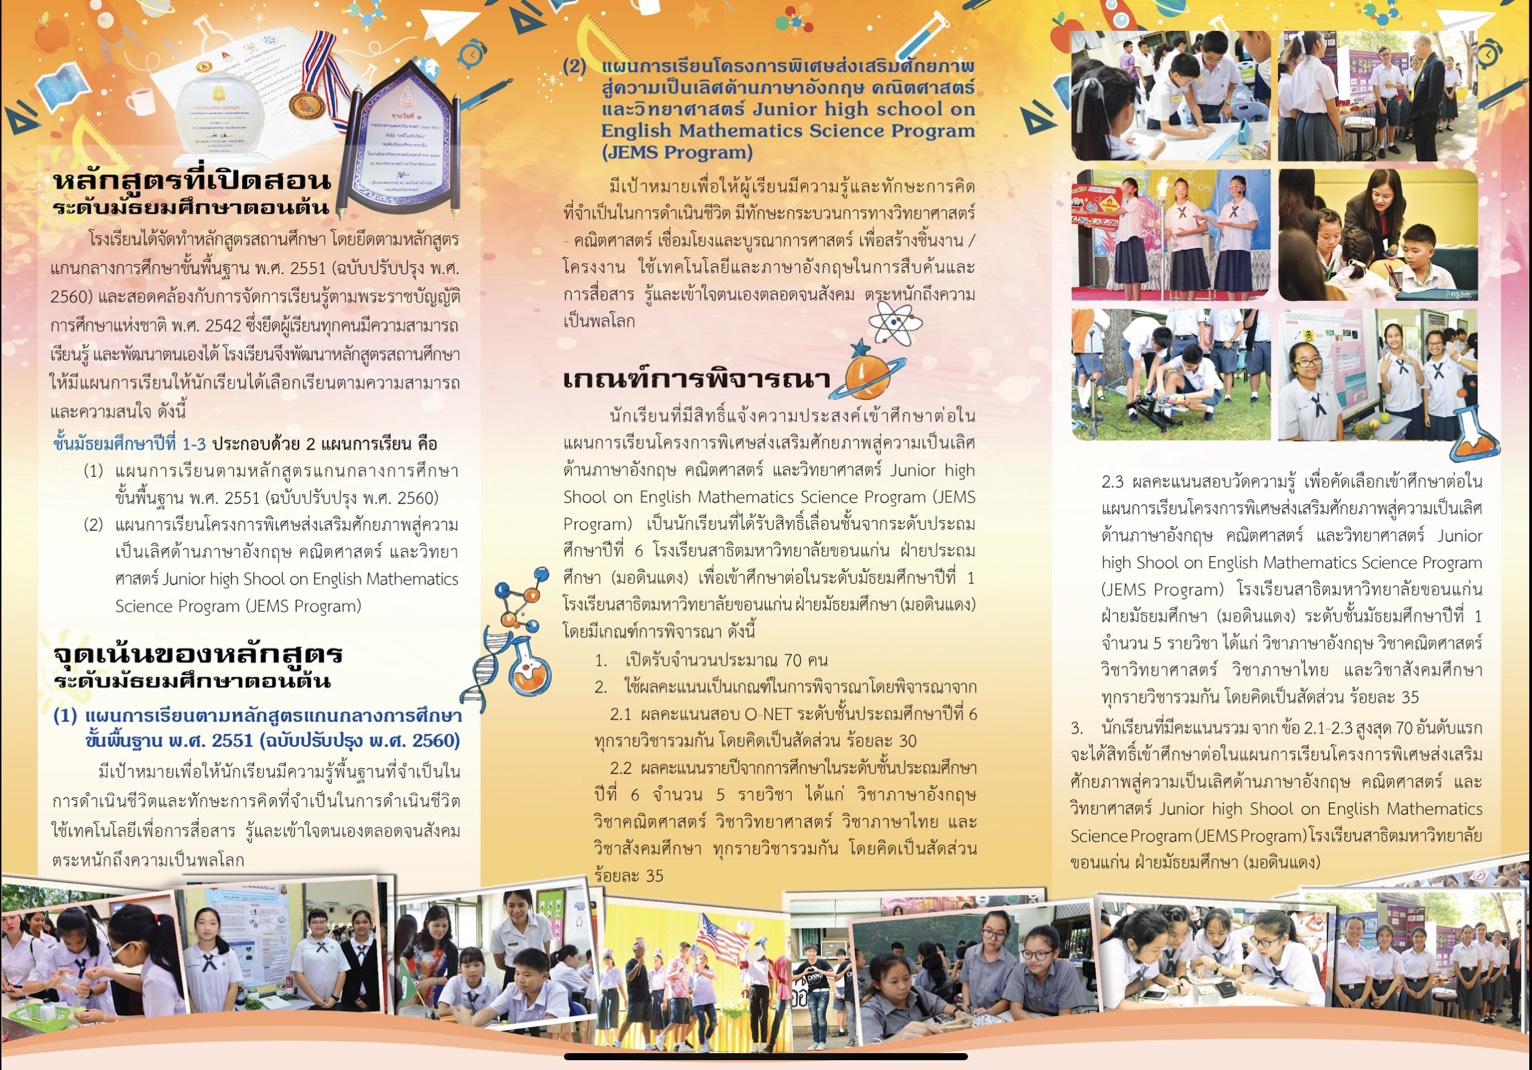 หลักสูตรที่เปิดสอน
ระดับมัธยมศึกษาตอนต้น
โรงเรียนได้จัดทำหลักสูตรสถานศึกษา โดยยึดตามหลักสูตร
แกนกลางการศึกษาขั้นพื้นฐาน พ.ศ. 2551 (ฉบับปรับปรุง พ.ศ.
2560) และสอดคล้องกับการจัดการเรียนรู้ตามพระราชบัญญัติ
การศึกษาแห่งชาติ พ.ศ. 2542 ซึ่งยึดผู้เรียนทุกคนมีความสามารถ
เรียนรู้ และพัฒนาตนเองได้ โรงเรียนจึงพัฒนาหลักสูตรสถานศึกษา
ให้มีแผนการเรียนให้นักเรียนได้เลือกเรียนตามความสามารถ
และความสนใจ ดังนี้
ชั้นมัธยมศึกษาปีที่ 1-3 ประกอบด้วย 2 แผนการเรียน คือ
(1) แผนการเรียนตามหลักสูตรแกนกลางการศึกษา
ขั้นพื้นฐาน พ.ศ. 2551 (ฉบับปรับปรุง พ.ศ. 2560)
(2) แผนการเรียนโครงการพิเศษส่งเสริมศักยภาพสู่ความ
เป็นเลิศด้านภาษาอังกฤษ คณิตศาสตร์ และวิทยา
ศาสตร์ Junior high Shool on English Mathematics
Science Program (JEMS Program)
จุดเน้นของหลักสูตร
ระดับมัธยมศึกษาตอนต้น
(1) แผนการเรียนตามหลักสูตรแกนกลางการศึกษา
ขั้นพื้นฐาน พ.ศ. 2551 (ฉบับปรับปรุง พ.ศ. 2560)
มีเป้าหมายเพื่อให้นักเรียนมีความรู้พื้นฐานที่จำเป็นใน
การดำเนินชีวิตและทักษะการคิดที่จำเป็นในการดำเนินชีวิต
ใช้เทคโนโลยีเพื่อการสื่อสาร รู้และเข้าใจตนเองตลอดจนสังคม
ตระหนักถึงความเป็นพลโลก
(2) แผนการเรียนโครงการพิเศษส่งเสริมศักยภาพ
สู่ความเป็นเลิศด้านภาษาอังกฤษ คณิตศาสตร์
และวิทยาศาสตร์ Junior high school on
English Mathematics Science Program
(JEMS Program)
มีเป้าหมายเพื่อให้ผู้เรียนมีความรู้และทักษะการคิด
ที่จำเป็นในการดำเนินชีวิต มีทักษะกระบวนการทางวิทยาศาสตร์
- คณิตศาสตร์ เชื่อมโยงและบูรณาการศาสตร์ เพื่อสร้างชิ้นงาน /
โครงงาน ใช้เทคโนโลยีและภาษาอังกฤษในการสืบค้นและ
การสื่อสาร รู้และเข้าใจตนเองตลอดจนสังคม ตระหนักถึงความ
เป็นพลโลก
เกณฑ์การพิจารณา
นักเรียนที่มีสิทธิ์แจ้งความประสงค์เข้าศึกษาต่อใน
แผนการเรียนโครงการพิเศษส่งเสริมศักยภาพสู่ความเป็นเลิศ
ด้านภาษาอังกฤษ คณิตศาสตร์ และวิทยาศาสตร์ Junior high
Shool on English Mathematics Science Program (JEMS
Program) เป็นนักเรียนที่ได้รับสิทธิ์เลื่อนชั้นจากระดับประถม
ศึกษาปีที่ 6 โรงเรียนสาธิตมหาวิทยาลัยขอนแก่น ฝ่ายประถม
ศึกษา (มอดินแดง) เพื่อเข้าศึกษาต่อในระดับมัธยมศึกษาปีที่ 1
โรงเรียนสาธิตมหาวิทยาลัยขอนแก่น ฝ่ายมัธยมศึกษา (มอดินแดง)
โดยมีเกณฑ์การพิจารณา ดังนี้
1. เปิดรับจำนวนประมาณ 70 คน
2. ใช้ผลคะแนนเป็นเกณฑ์ในการพิจารณาโดยพิจารณาจาก
2.1 ผลคะแนนสอบ O-NET ระดับชั้นประถมศึกษาปีที่ 6
ทุกรายวิชารวมกัน โดยคิดเป็นสัดส่วน ร้อยละ 30
2.2 ผลคะแนนรายปีจากการศึกษาในระดับชั้นประถมศึกษา
ปีที่ 6 จำนวน 5 รายวิชา ได้แก่ วิชาภาษาอังกฤษ
วิชาคณิตศาสตร์ วิชาวิทยาศาสตร์ วิชาภาษาไทย และ
วิชาสังคมศึกษา ทุกรายวิชารวมกัน โดยคิดเป็นสัดส่วน
ร้อยละ 35
2.3 ผลคะแนนสอบวัดความรู้ เพื่อคัดเลือกเข้าศึกษาต่อใน
แผนการเรียนโครงการพิเศษส่งเสริมศักยภาพสู่ความเป็นเลิศ
ด้านภาษาอังกฤษ คณิตศาสตร์ และวิทยาศาสตร์ Junior
high Shool on English Mathematics Science Program
(JEMS Program) โรงเรียนสาธิตมหาวิทยาลัยขอนแก่น
ฝ่ายมัธยมศึกษา (มอดินแดง) ระดับชั้นมัธยมศึกษาปีที่ 1
จำนวน 5 รายวิชา ได้แก่ วิชาภาษาอังกฤษ วิชาคณิตศาสตร์
วิชาวิทยาศาสตร์ วิชาภาษาไทย และวิชาสังคมศึกษา
ทุกรายวิชารวมกัน โดยคิดเป็นสัดส่วน ร้อยละ 35
3. นักเรียนที่มีคะแนนรวม จาก ข้อ 2.1-2.3 สูงสุด 70 อันดับแรก
จะได้สิทธิ์เข้าศึกษาต่อในแผนการเรียนโครงการพิเศษส่งเสริม
ศักยภาพสู่ความเป็นเลิศด้านภาษาอังกฤษ คณิตศาสตร์ และ
วิทยาศาสตร์ Junior high Shool on English Mathematics
Science Program (JEMS Program) โรงเรียนสาธิตมหาวิทยาลัย
ขอนแก่น ฝ่ายมัธยมศึกษา (มอดินแดง)